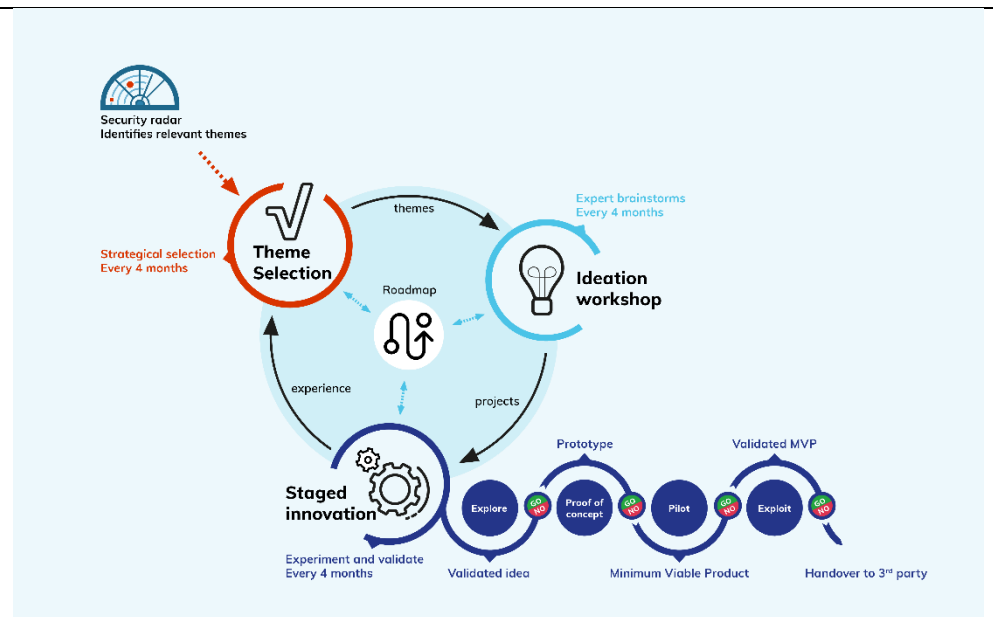 Security radar
Identifies relevant themes
themes
Expert brainstorms
Every 4 months
Strategical selection
Every 4 months
Theme
Selection
Ideation
workshop
Roadmap
experience
projects
Prototype
Validated MVP
Staged
innovation
Explore
GO
NO
Proof of
concept
GO
NO
Pilot
GO
NO
Exploit
GO
NO
Experiment and validate
Every 4 months
Validated idea
Minimum Viable Product
Handover to 3rd party